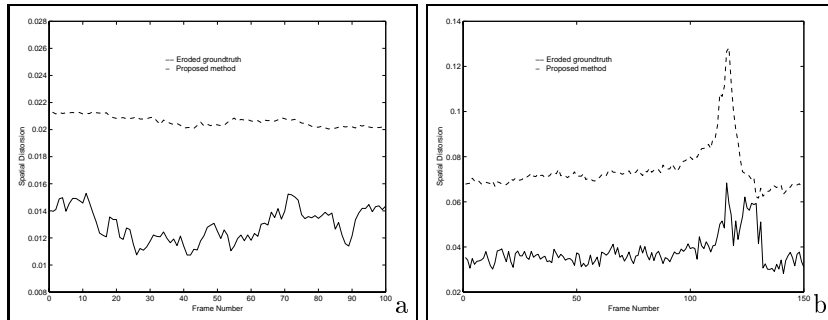 0.028
0.026
0.024
0.022
0.02
0.018
0.016
0.014
0.012
0.01
0.008
Spatial Distorsion
Eroded groundtruth
Proposed method
0 10 20 30 40 50 60 70 80 90 100
Frame Number
a
0.14
0.12
0.1
0.08
0.06
0.04
0.02
Spatial Distorsion
Eroded groundtruth
Proposed method
0 50 100 150
Frame Number
b